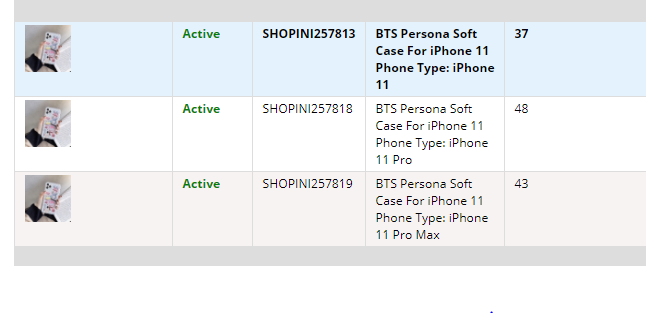 Active SHOPINI257813 BTS Persona Soft 37
Case For iPhone 11
Phone Type: iPhone
11
Active SHOPINI257818 BTS Persona Soft 48
Case For iPhone 11
Phone Type: iPhone
11 Pro
Active SHOPINI257819 BTS Persona Soft 43
Case For iPhone 11
Phone Type: iPhone
11 Pro Max